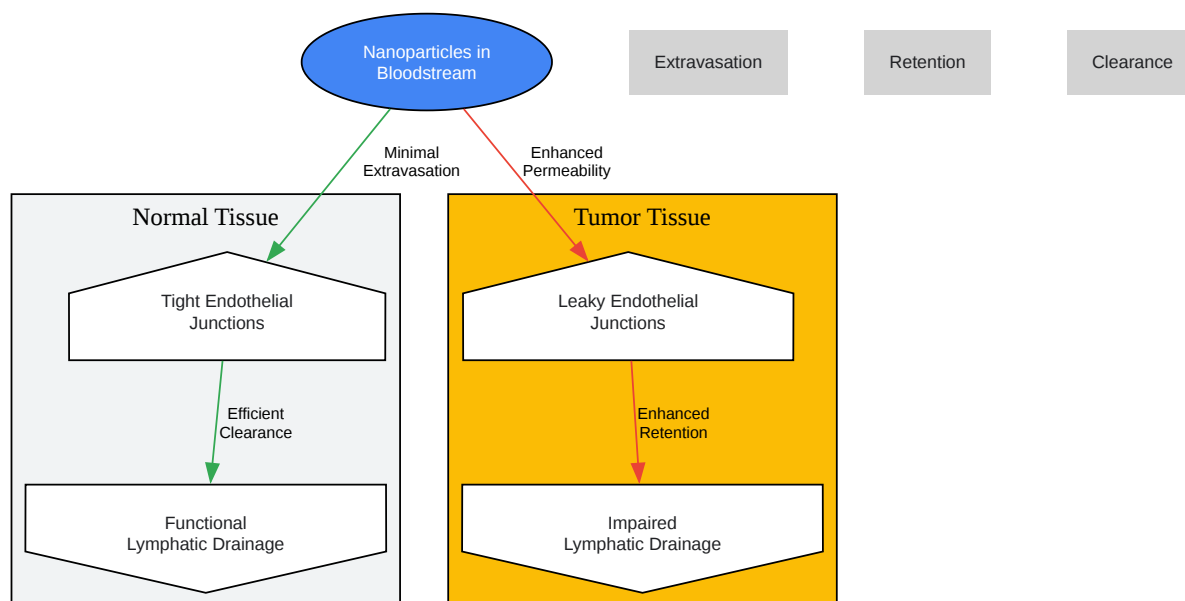 Nanoparticles in
Bloodstream
Extravasation
Retention
Clearance
Minimal
Extravasation
Enhanced
Permeability
Normal Tissue
Tumor Tissue
Tight Endothelial
Junctions
Leaky Endothelial
Junctions
Efficient
Clearance
Enhanced
Retention
Functional
Lymphatic Drainage
Impaired
Lymphatic Drainage